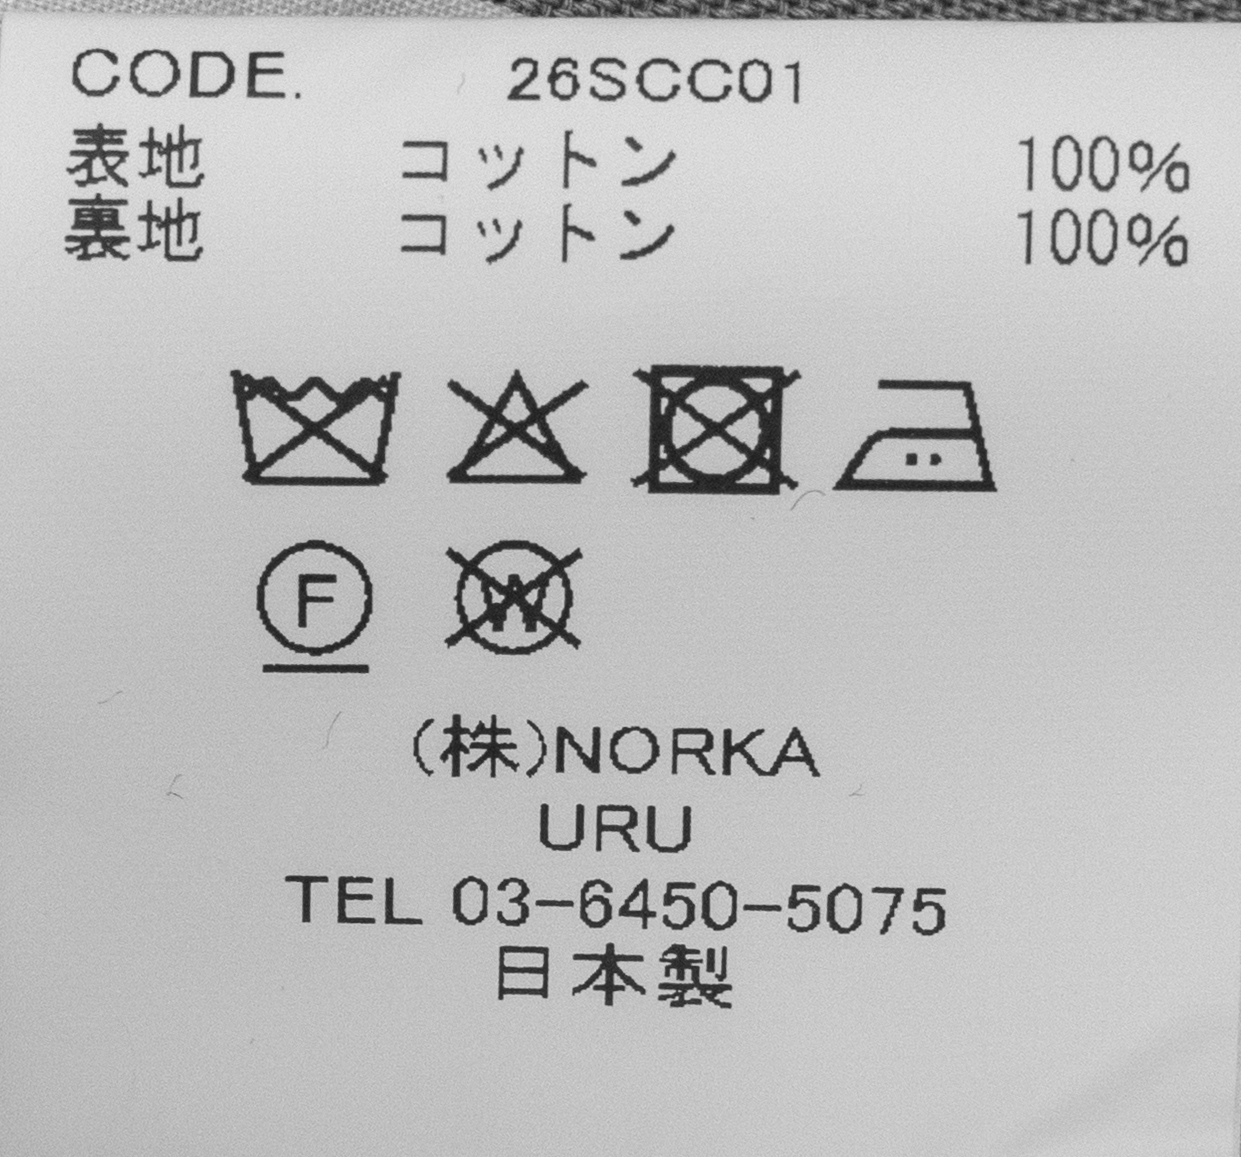 CODE. 26SCC01
表地 コットン 100%
裏地 コットン 100%
F W
(株)NORKA
URU
TEL 03-6450-5075
日本製